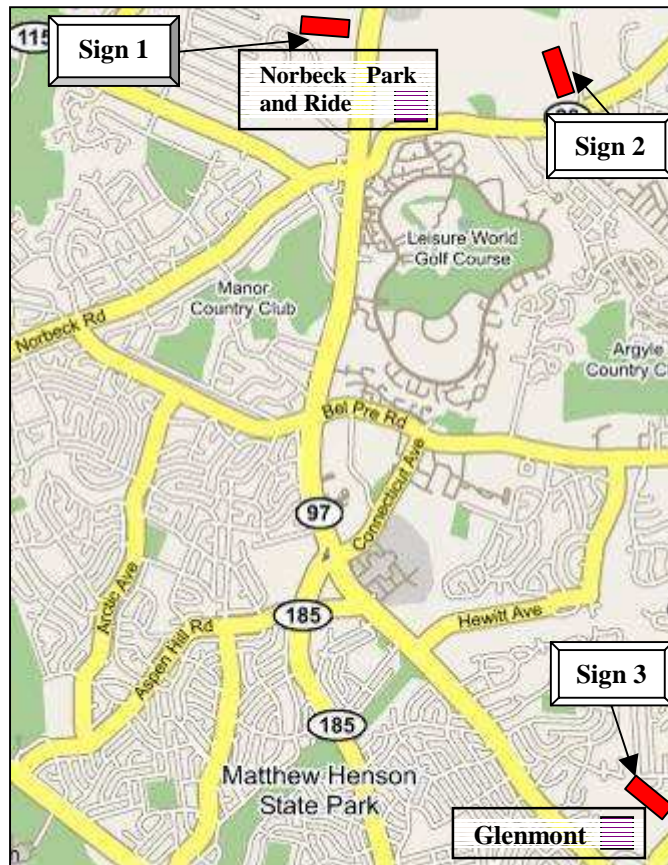 115
Sign 1
Norbeck Park
and Ride
Sign 2
Leisure World
Golf Course
Manor
Country Club
Norbeck Rd
Argyle
Country C
Bel Pre Rd
Connecticut Ave
97
Arctic Ave
Aspen Hill Rd
185
Hewitt Ave
Sign 3
185
Matthew Henson
State Park
Glenmont